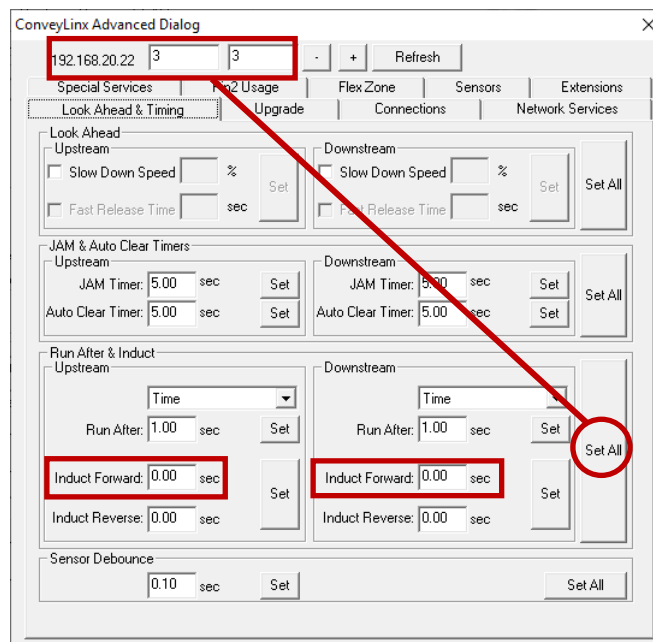 ConveyLinx Advanced Dialog
192.168.20.22 3 3 - + Refresh
Special Services Pin2 Usage Flex Zone Sensors Extensions
Look Ahead & Timing Upgrade Connections Network Services
Look Ahead
Upstream Downstream
Slow Down Speed % Set Slow Down Speed % Set Set All
Fast Release Time sec Fast Release Time sec
JAM & Auto Clear Timers
Upstream Downstream
JAM Timer: 5.00 sec Set JAM Timer: 5.00 sec Set Set All
Auto Clear Timer: 5.00 sec Set Auto Clear Timer: 5.00 sec Set
Run After & Induct
Upstream Downstream
Time Time
Run After: 1.00 sec Set Run After: 1.00 sec Set Set All
Induct Forward: 0.00 sec Set Induct Forward: 0.00 sec Set
Induct Reverse: 0.00 sec Induct Reverse: 0.00 sec
Sensor Debounce
0.10 sec Set Set All